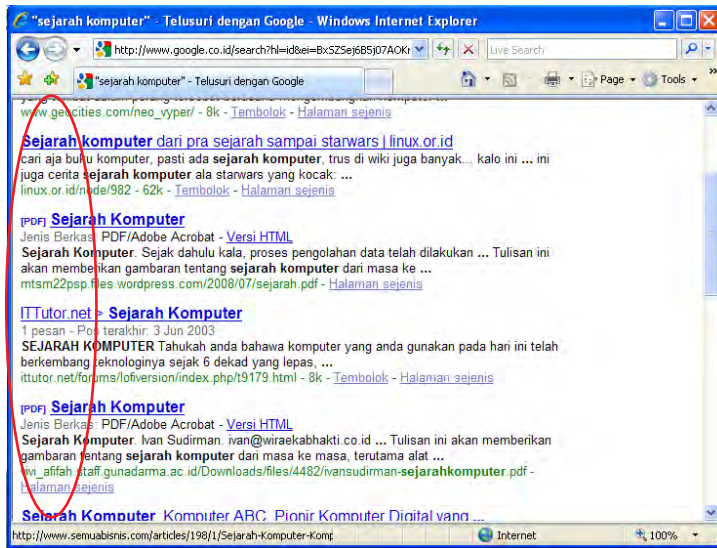 "sejarah komputer" - Telusuri dengan Google - Windows Internet Explorer
http://www.google.co.id/search?hl=id&ei=BxSZSej6B5j07AOKr
Live Search
"sejarah komputer" - Telusuri dengan Google
Page
Tools
www.geocities.com/neo_vyper/ - 8k - Tembolok - Halaman sejenis
Sejarah komputer dari pra sejarah sampai starwars | linux.or.id
cari aja buku komputer, pasti ada sejarah komputer, trus di wiki juga banyak... kalo ini ... ini
juga cerita sejarah komputer ala starwars yang kocak: ...
linux.or.id/node/982 - 62k - Tembolok - Halaman sejenis
[PDF] Sejarah Komputer
Jenis Berkas: PDF/Adobe Acrobat - Versi HTML
Sejarah Komputer. Sejak dahulu kala, proses pengolahan data telah dilakukan ... Tulisan ini
akan memberikan gambaran tentang sejarah komputer dari masa ke ...
mtsm22psp.files.wordpress.com/2008/07/sejarah.pdf - Halaman sejenis
ITTutor.net > Sejarah Komputer
1 pesan - Pos terakhir: 3 Jun 2003
SEJARAH KOMPUTER Tahukah anda bahawa komputer yang anda gunakan pada hari ini telah
berkembang teknologinya sejak 6 dekad yang lepas, ...
ittutor.net/forums/lofiversion/index.php/t9179.html - 8k - Tembolok - Halaman sejenis
[PDF] Sejarah Komputer
Jenis Berkas: PDF/Adobe Acrobat - Versi HTML
Sejarah Komputer. Ivan Sudirman. ivan@wiraekabhakti.co.id ... Tulisan ini akan memberikan
gambaran tentang sejarah komputer dari masa ke masa, terutama alat ...
vivi_afifah.staff.gunadarma.ac.id/Downloads/files/4482/ivansudirman-sejarahkomputer.pdf -
Halaman sejenis
Sejarah Komputer, Komputer ABC, Pionir Komputer Digital yang ...
http://www.semuabisnis.com/articles/198/1/Sejarah-Komputer-Komp
Internet
100%